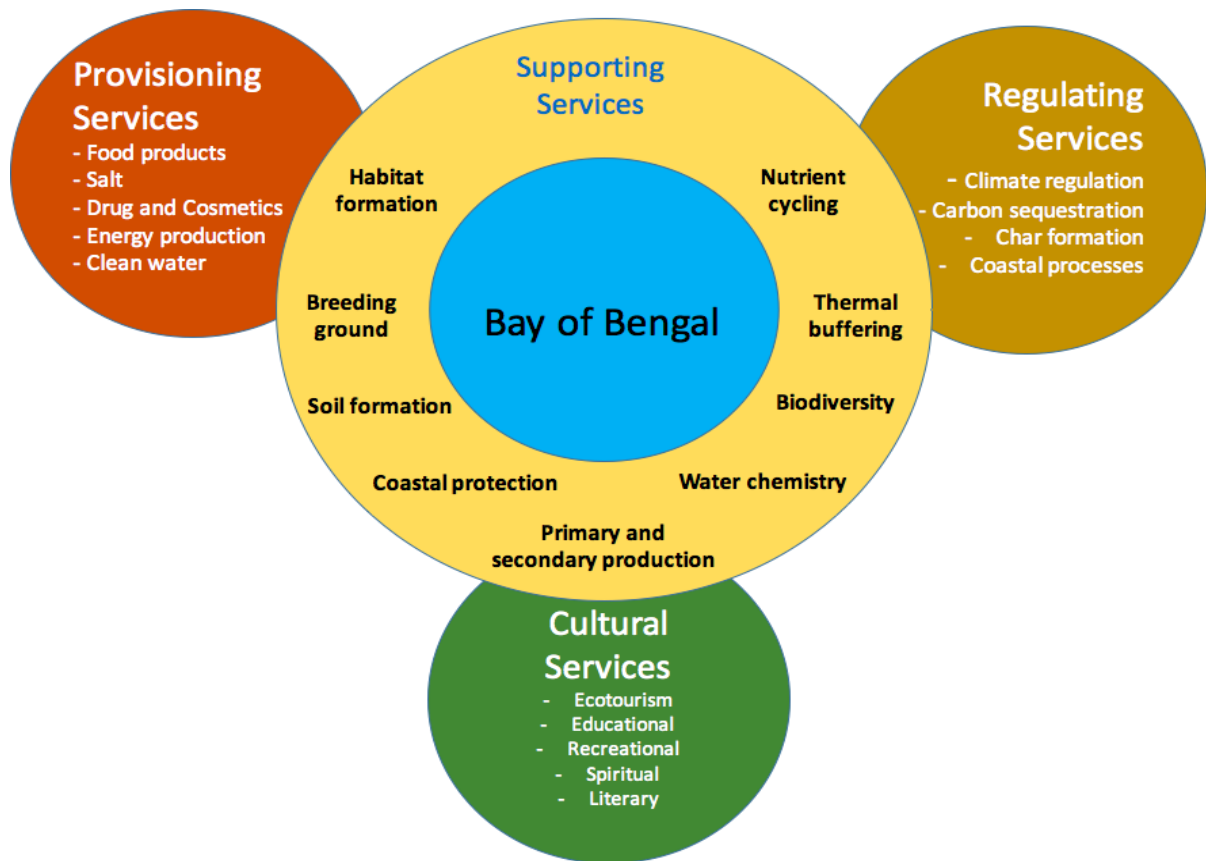 Provisioning
Services
- Food products
- Salt
- Drug and Cosmetics
- Energy production
- Clean water
Supporting
Services
Habitat
formation
Nutrient
cycling
Breeding
ground
Thermal
buffering
Soil formation
Biodiversity
Coastal protection
Water chemistry
Primary and
secondary production
Bay of Bengal
Regulating
Services
- Climate regulation
- Carbon sequestration
- Char formation
- Coastal processes
Cultural
Services
- Ecotourism
- Educational
- Recreational
- Spiritual
- Literary